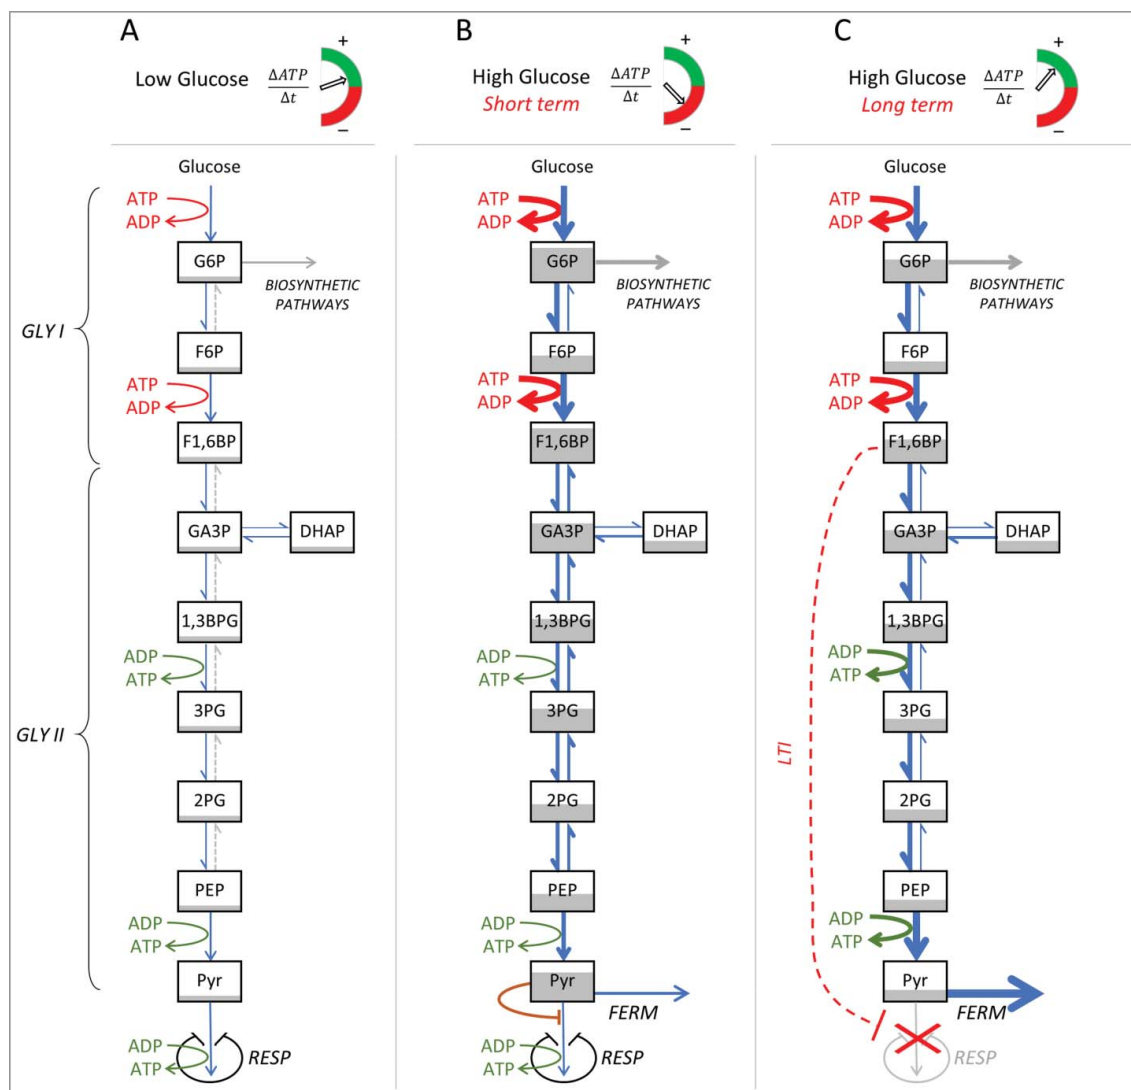 A
Low Glucose
ΔATP
Δt
+
−
Glucose
ATP
ADP
G6P
BIOSYNTHETIC
PATHWAYS
GLY I
F6P
ATP
ADP
F1,6BP
GA3P
DHAP
1,3BPG
ADP
ATP
3PG
GLY II
2PG
PEP
ADP
ATP
Pyr
ADP
ATP
RESP
B
High Glucose
Short term
ΔATP
Δt
+
−
Glucose
ATP
ADP
G6P
BIOSYNTHETIC
PATHWAYS
F6P
ATP
ADP
F1,6BP
GA3P
DHAP
1,3BPG
ADP
ATP
3PG
2PG
PEP
ADP
ATP
Pyr
FERM
ADP
ATP
RESP
C
High Glucose
Long term
ΔATP
Δt
+
−
Glucose
ATP
ADP
G6P
BIOSYNTHETIC
PATHWAYS
F6P
ATP
ADP
F1,6BP
GA3P
DHAP
1,3BPG
ADP
ATP
3PG
LTI
2PG
PEP
ADP
ATP
Pyr
FERM
RESP